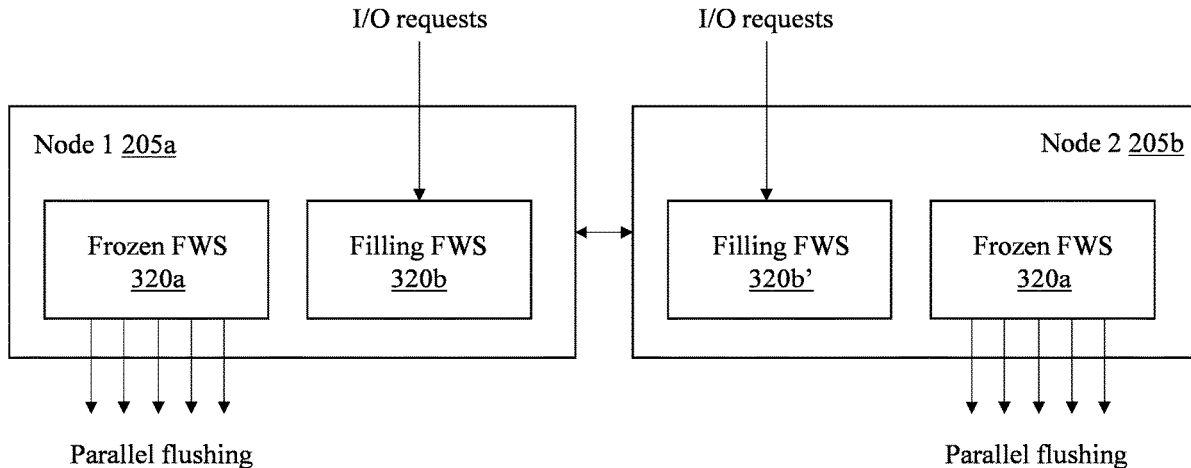 I/O requests
I/O requests
Node 1 205a
Node 2 205b
Frozen FWS
320a
Filling FWS
320b
Filling FWS
320b’
Frozen FWS
320a
Parallel flushing
Parallel flushing